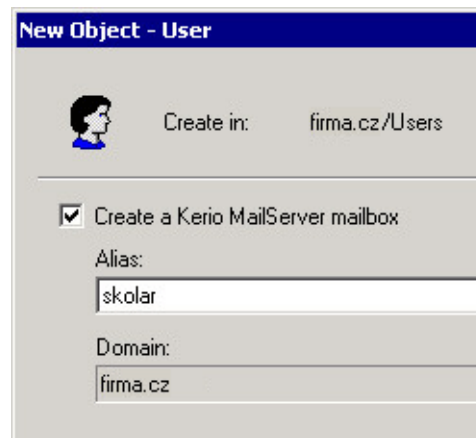 New Object - User
Create in: firma.cz/Users
Create a Kerio MailServer mailbox
Alias:
skolar
Domain:
firma.cz